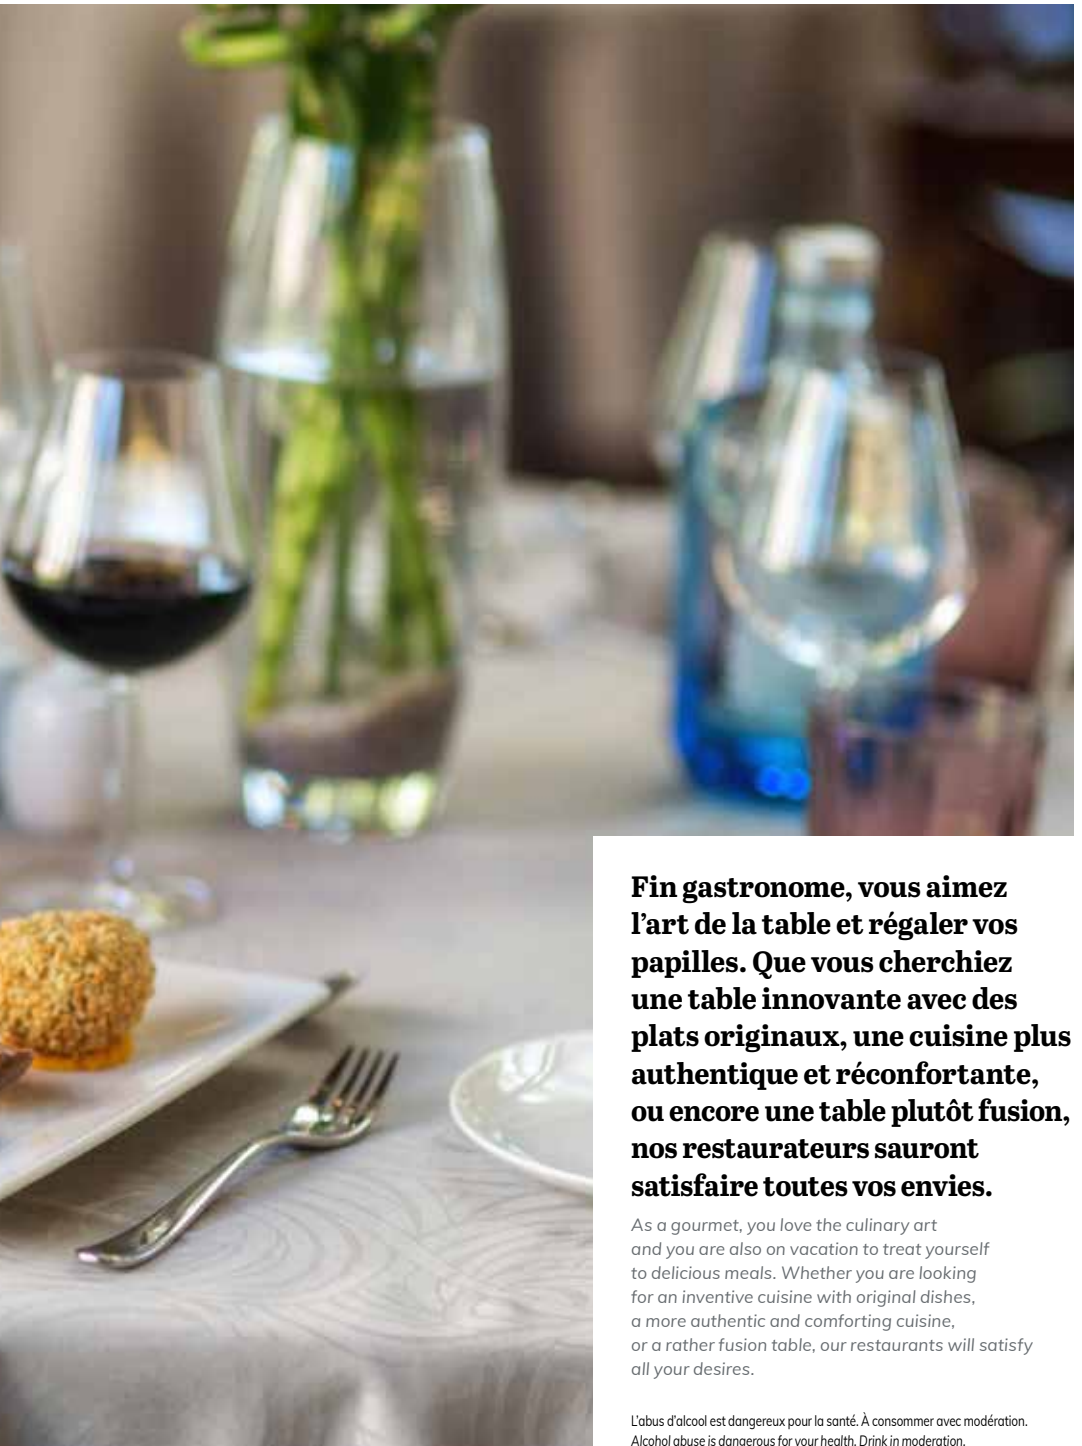 Fin gastronome, vous aimez
l’art de la table et régaler vos
papilles. Que vous cherchiez
une table innovante avec des
plats originaux, une cuisine plus
authentique et réconfortante,
ou encore une table plutôt fusion,
nos restaurateurs sauront
satisfaire toutes vos envies.
As a gourmet, you love the culinary art
and you are also on vacation to treat yourself
to delicious meals. Whether you are looking
for an inventive cuisine with original dishes,
a more authentic and comforting cuisine,
or a rather fusion table, our restaurants will satisfy
all your desires.
L’abus d’alcool est dangereux pour la santé. À consommer avec modération.
Alcohol abuse is dangerous for your health. Drink in moderation.